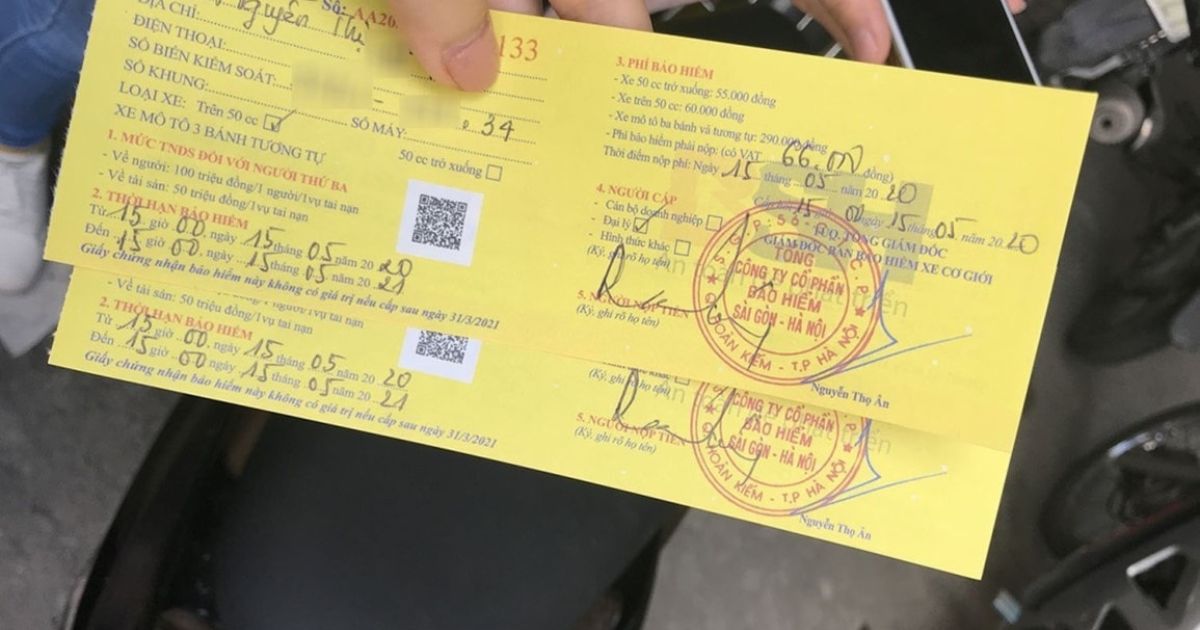 Số: AA20 133
Nguyễn Thị
ĐỊA CHỈ:
ĐIỆN THOẠI:
SỐ BIỂN KIỂM SOÁT:
SỐ KHUNG:
SỐ MÁY: 34
LOẠI XE: Trên 50 cc 50 cc trở xuống
XE MÔ TÔ 3 BÁNH TƯƠNG TỰ
1. MỨC TNDS ĐỐI VỚI NGƯỜI THỨ BA
- Về người: 100 triệu đồng/1 người/1vụ tai nạn
- Về tài sản: 50 triệu đồng/1vụ tai nạn
2. THỜI HẠN BẢO HIỂM
Từ 15 giờ 00, ngày 15 tháng 05 năm 20 20
Đến 15 giờ 00, ngày 15 tháng 05 năm 20 21
Giấy chứng nhận bảo hiểm này không có giá trị nếu cấp sau ngày 31/3/2021
3. PHÍ BẢO HIỂM
- Xe 50 cc trở xuống: 55.000 đồng
- Xe trên 50 cc: 60.000 đồng
- Xe mô tô ba bánh và tương tự: 290.000 đồng
- Phí bảo hiểm phải nộp: (có VAT 66.000 đồng)
Thời điểm nộp phí: Ngày 15 tháng 05 năm 20 20
15 giờ 00 ngày 15 tháng 05 năm 20 20
4. NGƯỜI CẤP
- Cán bộ doanh nghiệp
- Đại lý
- Hình thức khác
(Ký, ghi rõ họ tên)
TUQ. TỔNG GIÁM ĐỐC
GIÁM ĐỐC BAN BẢO HIỂM XE CƠ GIỚI
TỔNG
CÔNG TY CỔ PHẦN
BẢO HIỂM
SÀI GÒN - HÀ NỘI
HOÀN KIẾM - T.P HÀ NỘI
5. NGƯỜI NỘP TIỀN
(Ký, ghi rõ họ tên)
Nguyễn Thọ Ân
- Về tài sản: 50 triệu đồng/1vụ tai nạn
2. THỜI HẠN BẢO HIỂM
Từ 15 giờ 00, ngày 15 tháng 05 năm 20 20
Đến 15 giờ 00, ngày 15 tháng 05 năm 20 21
Giấy chứng nhận bảo hiểm này không có giá trị nếu cấp sau ngày 31/3/2021
(Ký, ghi rõ họ tên)
CÔNG TY CỔ PHẦN
BẢO HIỂM
SÀI GÒN - HÀ NỘI
HOÀN KIẾM - T.P HÀ NỘI
5. NGƯỜI NỘP TIỀN
(Ký, ghi rõ họ tên)
Nguyễn Thọ Ân